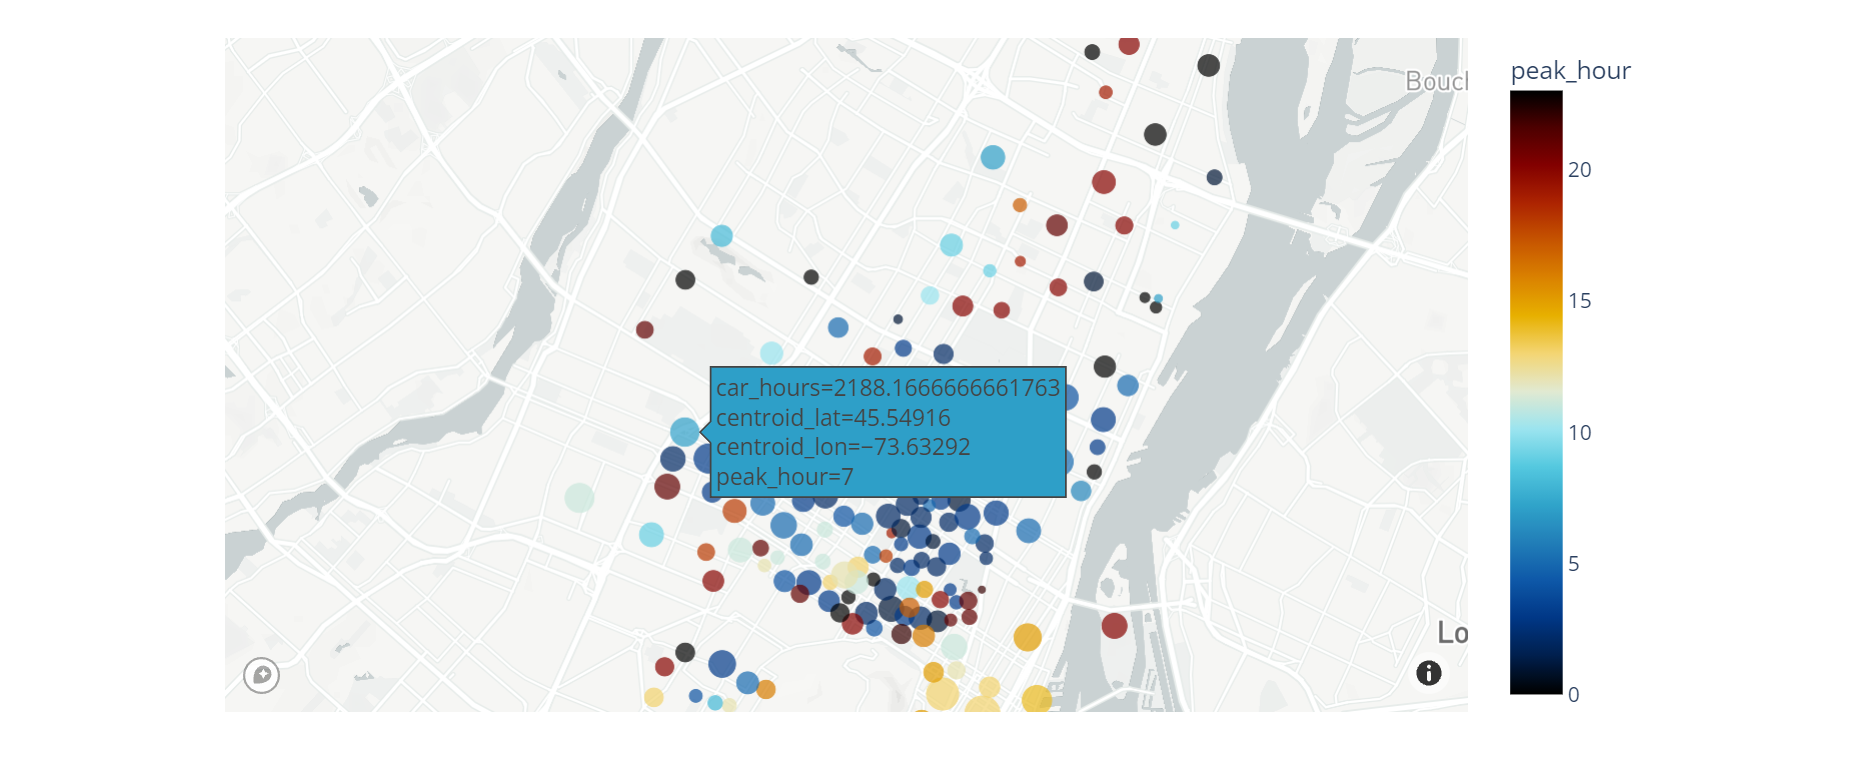 peak_hour
Boucl
20
15
car_hours=2188.1666666661763
centroid_lat=45.54916
10
centroid_lon=−73.63292
peak_hour=7
5
Lo
0